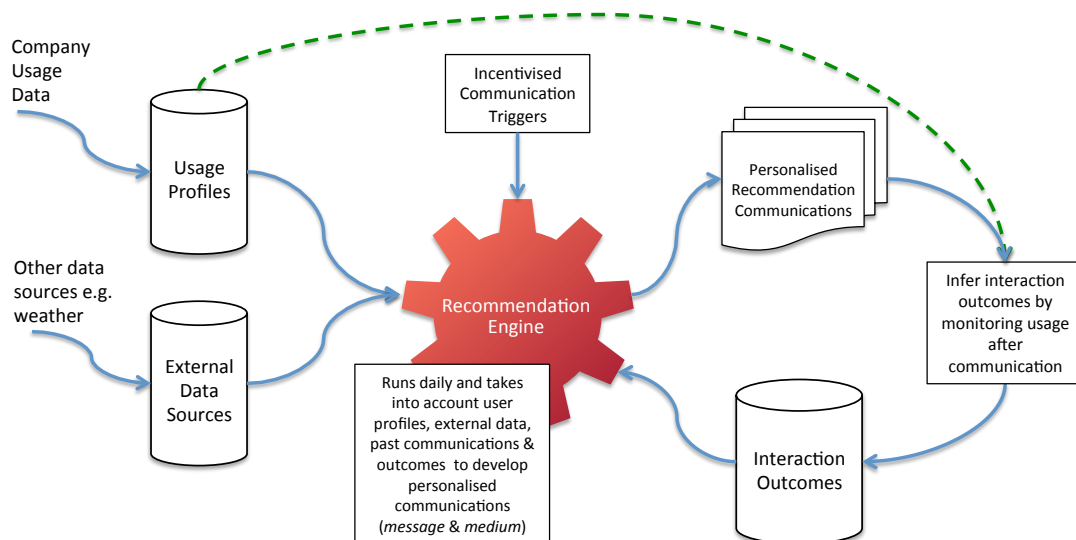 Company
Usage
Data
Usage
Profiles
Other data
sources e.g.
weather
External
Data
Sources
Incentivised
Communication
Triggers
Recommendation
Engine
Runs daily and takes
into account user
profiles, external data,
past communications &
outcomes to develop
personalised
communications
(message & medium)
Personalised
Recommendation
Communications
Infer interaction
outcomes by
monitoring usage
after
communication
Interaction
Outcomes